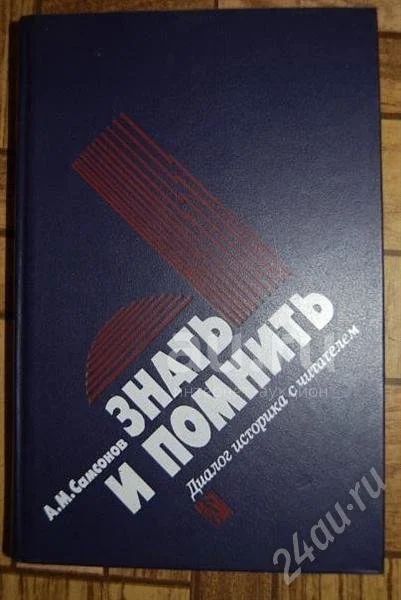 А.М.Самсонов
ЗНАТЬ
И ПОМНИТЬ
Диалог историка с читателем
24au.ru